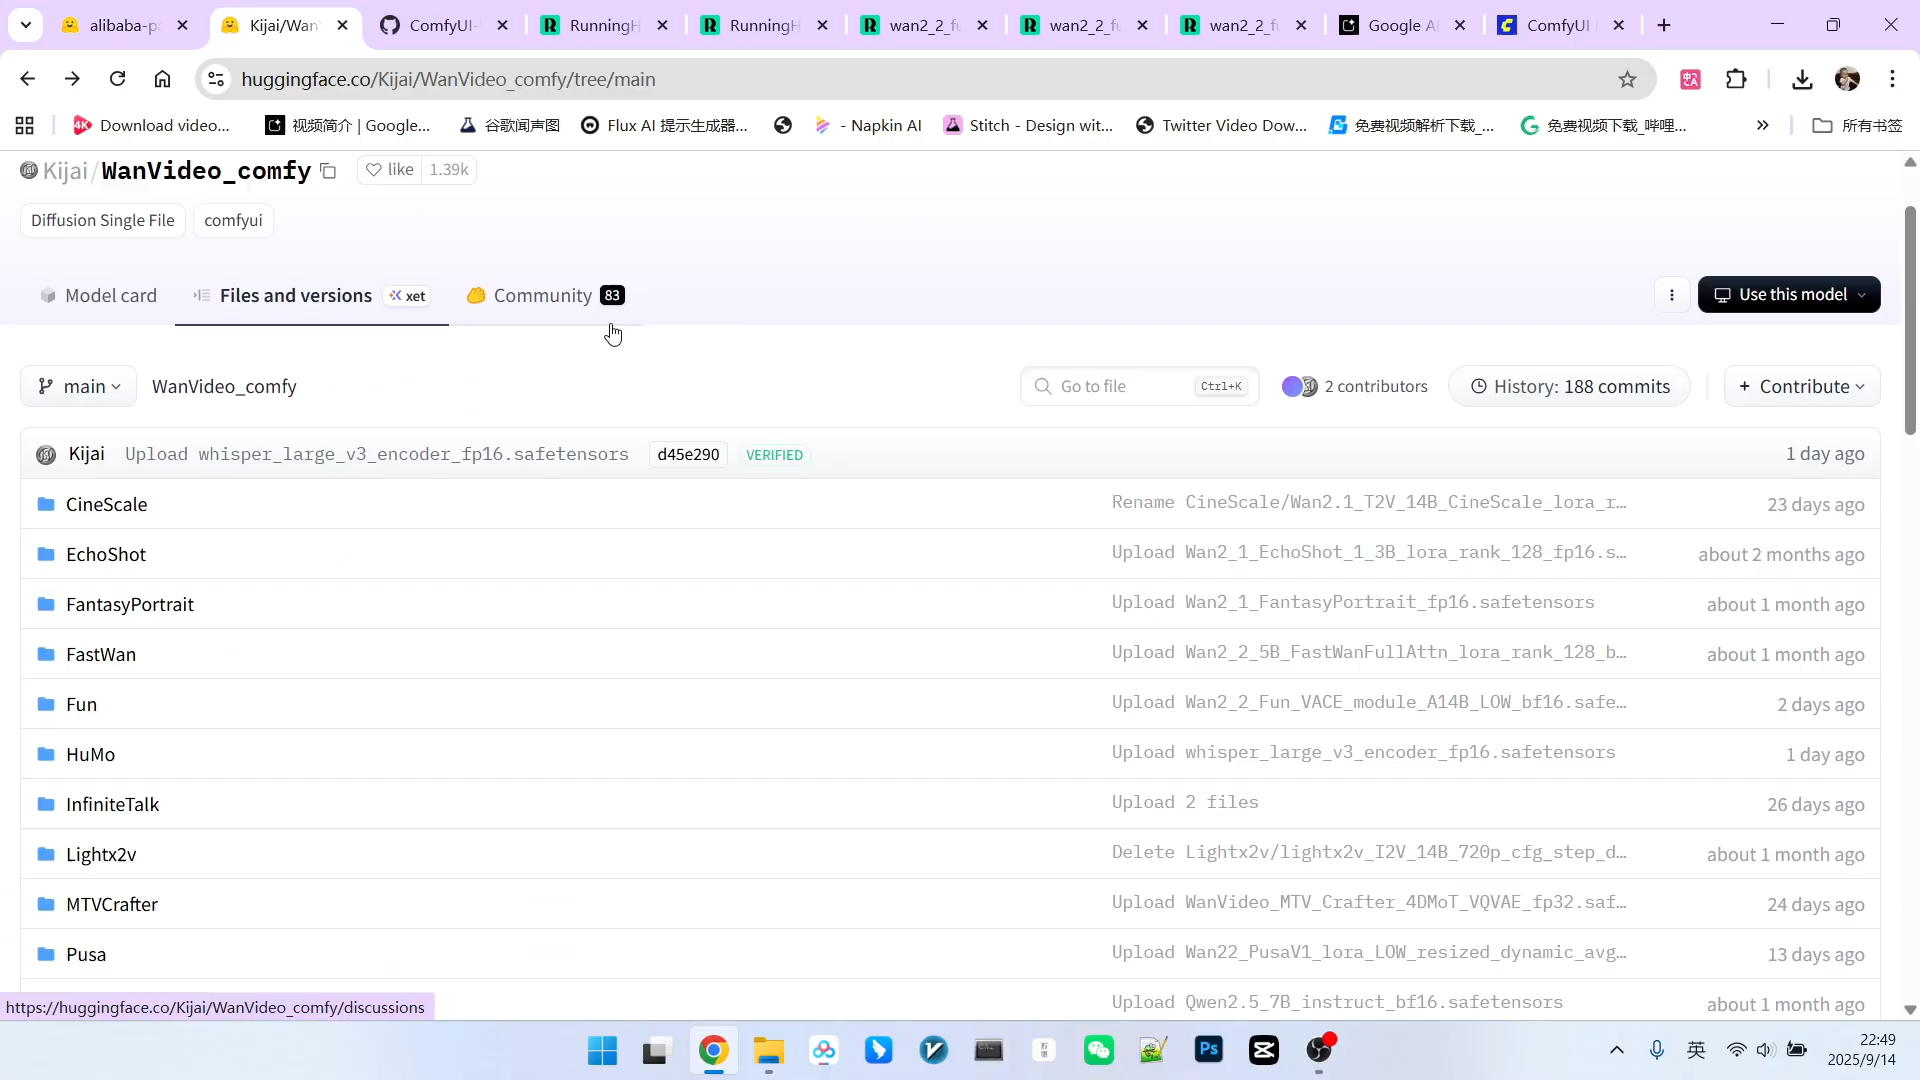 alibaba-pa
Kijai/Wan
ComfyUI-
RunningH
RunningH
wan2_2_fu
wan2_2_fu
wan2_2_fu
Google A
ComfyUI
huggingface.co/Kijai/WanVideo_comfy/tree/main
Download video...
视频简介 | Google...
谷歌闻声图
Flux AI 提示生成器...
- Napkin AI
Stitch - Design wit...
Twitter Video Dow...
免费视频解析下载_...
免费视频下载_哔哩...
所有书签
Kijai/WanVideo_comfy
like 1.39k
Diffusion Single File
comfyui
Model card
Files and versions
xet
Community 83
Use this model
main
WanVideo_comfy
Go to file Ctrl+K
2 contributors
History: 188 commits
+ Contribute
Kijai Upload whisper_large_v3_encoder_fp16.safetensors d45e290 VERIFIED 1 day ago
CineScale Rename CineScale/Wan2.1_T2V_14B_CineScale_lora_r… 23 days ago
EchoShot Upload Wan2_1_EchoShot_1_3B_lora_rank_128_fp16.s… about 2 months ago
FantasyPortrait Upload Wan2_1_FantasyPortrait_fp16.safetensors about 1 month ago
FastWan Upload Wan2_2_5B_FastWanFullAttn_lora_rank_128_b… about 1 month ago
Fun Upload Wan2_2_Fun_VACE_module_A14B_LOW_bf16.safe… 2 days ago
HuMo Upload whisper_large_v3_encoder_fp16.safetensors 1 day ago
InfiniteTalk Upload 2 files 26 days ago
Lightx2v Delete Lightx2v/lightx2v_I2V_14B_720p_cfg_step_d… about 1 month ago
MTVCrafter Upload WanVideo_MTV_Crafter_4DMoT_VQVAE_fp32.saf… 24 days ago
Pusa Upload Wan22_PusaV1_lora_LOW_resized_dynamic_avg… 13 days ago
Upload Qwen2.5_7B_instruct_bf16.safetensors about 1 month ago
https://huggingface.co/Kijai/WanVideo_comfy/discussions
Ps
英
22:49
2025/9/14